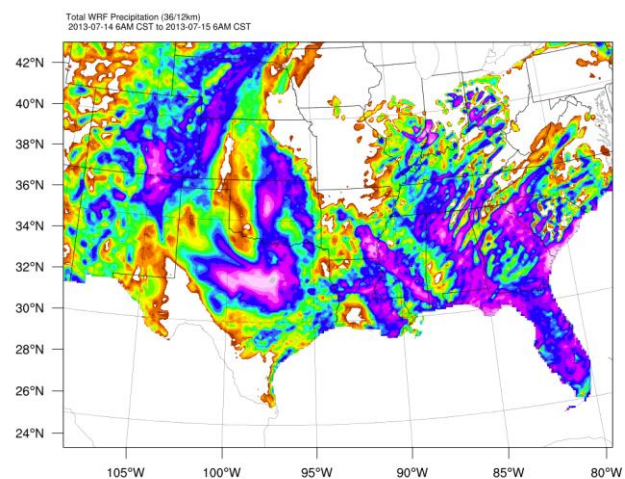 Total WRF Precipitation (36/12km)
2013-07-14 6AM CST to 2013-07-15 6AM CST
42°N
40°N
38°N
36°N
34°N
32°N
30°N
28°N
26°N
24°N
105°W 100°W 95°W 90°W 85°W 80°W